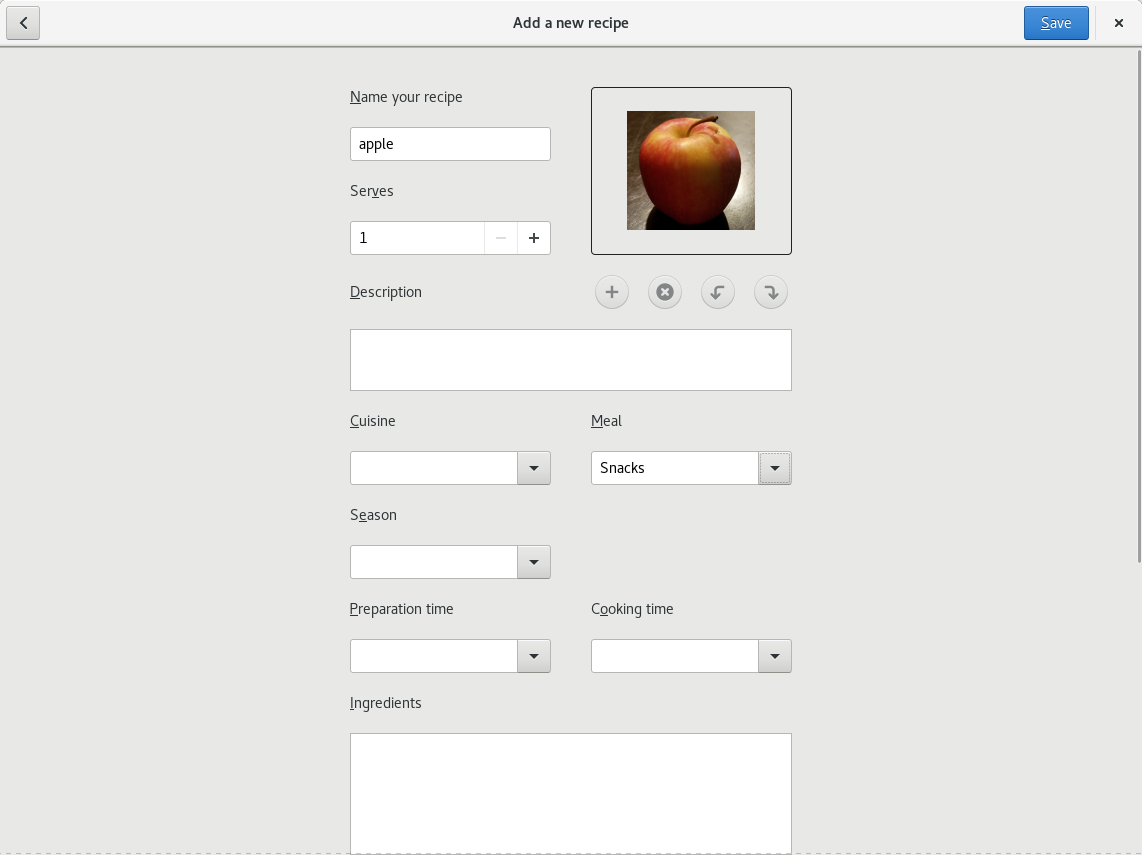 Add a new recipe
Save
Name your recipe
apple
Serves
1
Description
Cuisine
Meal
Snacks
Season
Preparation time
Cooking time
Ingredients